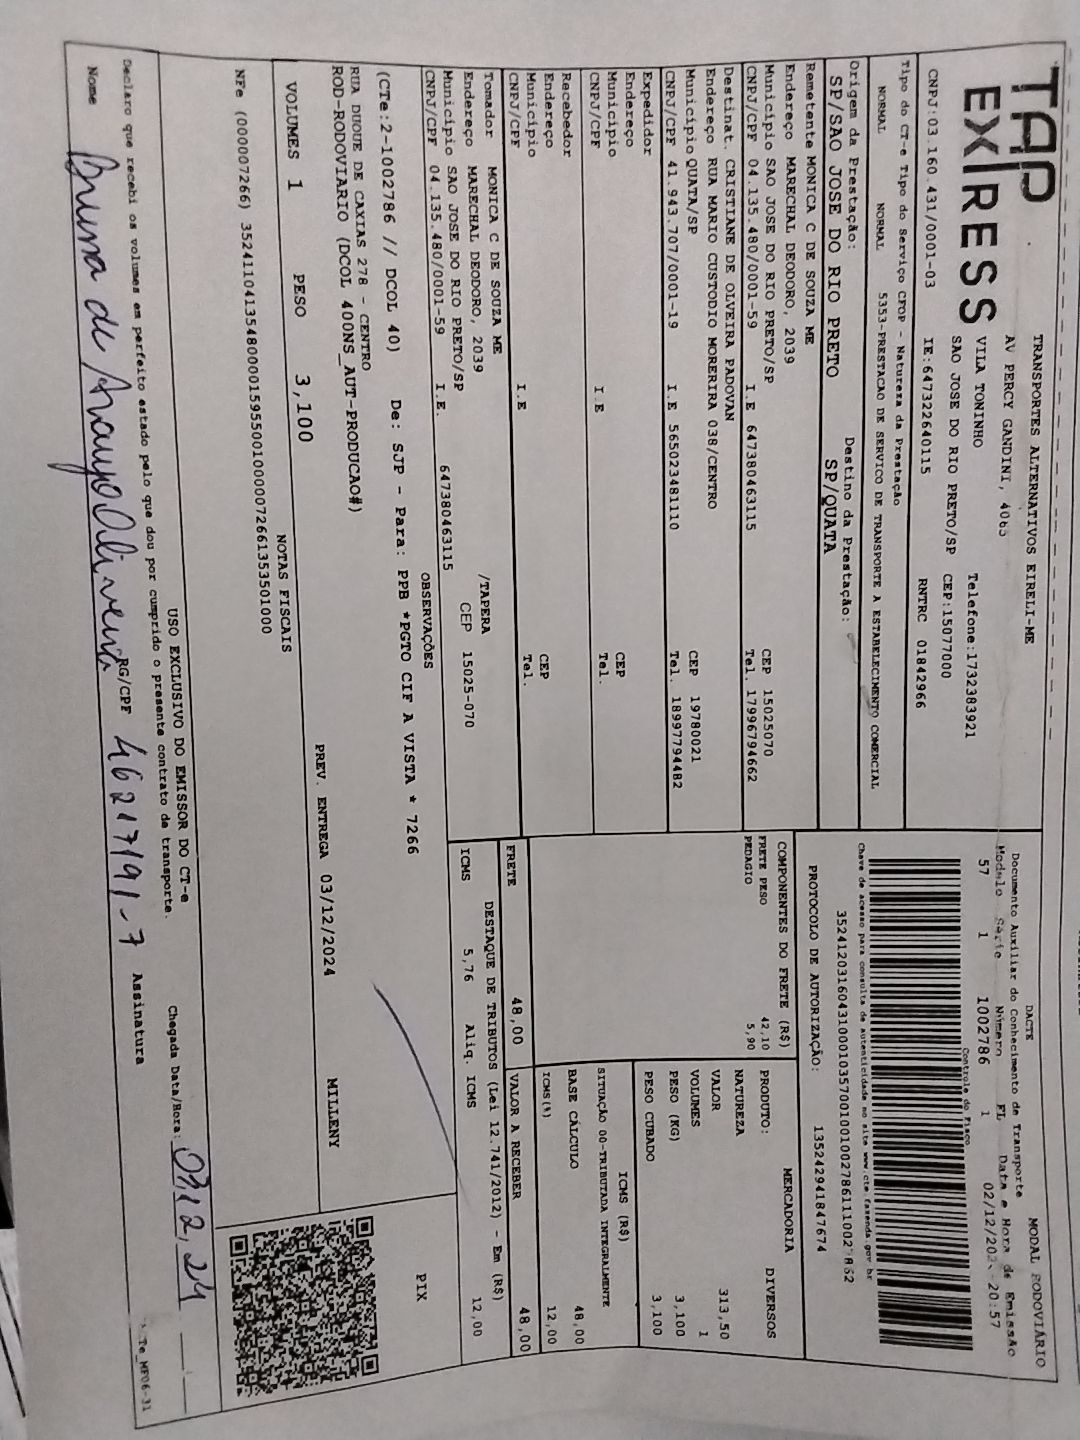 TAP
EXPRESS
TRANSPORTES ALTERNATIVOS EIRELI-ME
AV PERCY GANDINI, 4065
VILA TONINHO Telefone:1732383921
SAO JOSE DO RIO PRETO/SP CEP:15077000
CNPJ:03.160.431/0001-03 IE:647322640115 RNTRC 01842966
DACTE MODAL RODOVIÁRIO
Documento Auxiliar do Conhecimento de Transporte
Modelo Série Número FL Data e Hora de Emissão
57 1 1002786 1 02/12/2024 20:57
Controle do Fisco
Chave de acesso para consulta de autenticidade no site www.cte.fazenda.gov.br
PROTOCOLO DE AUTORIZAÇÃO: 135242941847674
Tipo do CT-e Tipo do Serviço CFOP - Natureza da Prestação
NORMAL NORMAL 5353-PRESTACAO DE SERVICO DE TRANSPORTE A ESTABELECIMENTO COMERCIAL
Origem da Prestação: Destino da Prestação:
SP/SAO JOSE DO RIO PRETO SP/QUATA
Remetente MONICA C DE SOUZA ME
Endereço MARECHAL DEODORO, 2039
Município SAO JOSE DO RIO PRETO/SP CEP 15025070
CNPJ/CPF 04.135.480/0001-59 I.E 647380463115 Tel. 17996794662
Destinat. CRISTIANE DE OLVEIRA PADOVAN
Endereço RUA MARIO CUSTODIO MORERIRA 038/CENTRO
Município QUATA/SP CEP 19780021
CNPJ/CPF 41.943.707/0001-19 I.E 565023481110 Tel. 18997794482
Expedidor
Endereço
Município CEP
CNPJ/CPF I.E Tel.
Recebedor
Endereço
Município CEP
CNPJ/CPF I.E Tel.
Tomador MONICA C DE SOUZA ME
Endereço MARECHAL DEODORO, 2039 /TAPERA
Município SAO JOSE DO RIO PRETO/SP CEP 15025-070
CNPJ/CPF 04.135.480/0001-59 I.E. 647380463115
COMPONENTES DO FRETE (R$)
FRETE PESO 42,10
PEDAGIO 5,90
FRETE 48,00
MERCADORIA
PRODUTO: DIVERSOS
NATUREZA
VALOR 313,50
VOLUMES 1
PESO (KG) 3,100
PESO CUBADO 3,100
ICMS (R$)
SITUAÇÃO 00-TRIBUTADA INTEGRALMENTE
BASE CÁLCULO 48,00
ICMS(%) 12,00
VALOR A RECEBER 48,00
DESTAQUE DE TRIBUTOS (Lei 12.741/2012) - Em (R$)
ICMS 5,76 Aliq. ICMS 12,00
OBSERVAÇÕES
(CTe:2-1002786 // DCOL 40) De: SJP - Para: PPB *PGTO CIF A VISTA * 7266
RUA DUQUE DE CAXIAS 278 - CENTRO
ROD-RODOVIARIO (DCOL 400NS_AUT-PRODUCAO#)
PIX
VOLUMES 1 PESO 3,100 PREV. ENTREGA 03/12/2024 MILLENY
NOTAS FISCAIS
NFe (000007266) 35241104135480000159550010000072661353501000
USO EXCLUSIVO DO EMISSOR DO CT-e
Declaro que recebi os volumes em perfeito estado pelo que dou por cumprido o presente contrato de transporte. Chegada Data/Hora: 03,12,24
Nome Bruna de Araujo Oliveira RG/CPF 46217191-7 Assinatura